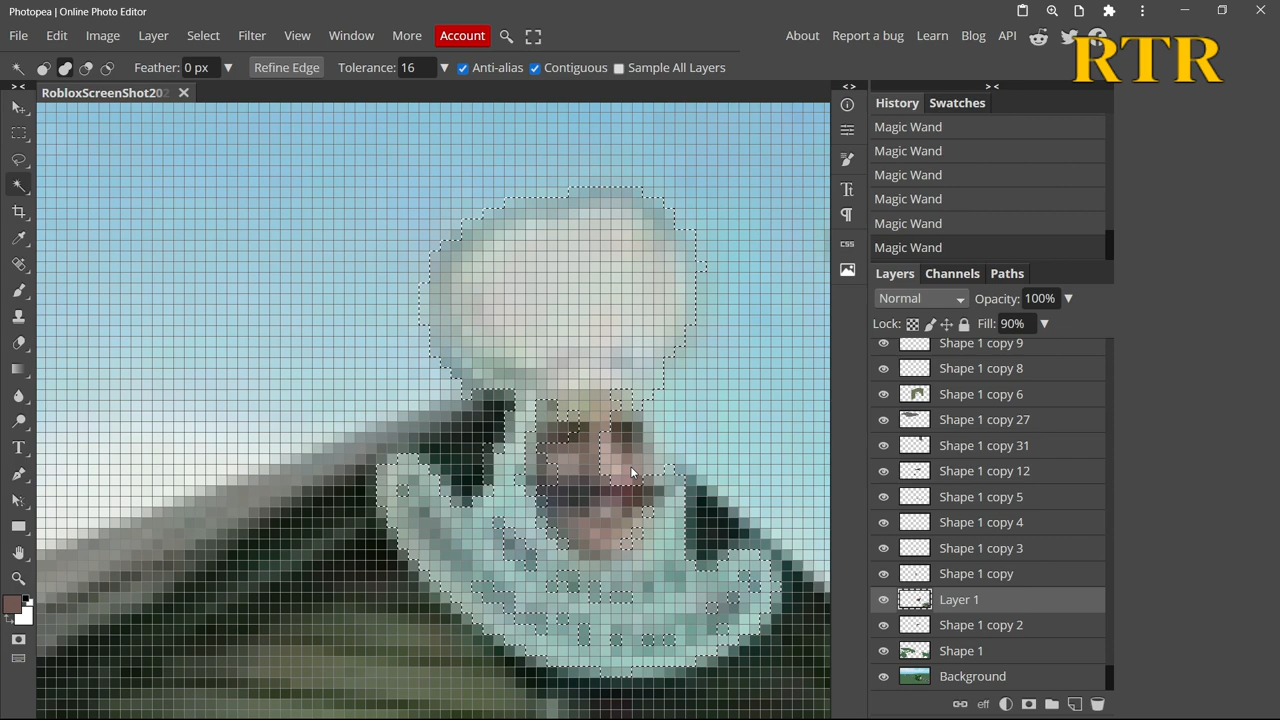 Photopea | Online Photo Editor
File Edit Image Layer Select Filter View Window More Account About Report a bug Learn Blog API
RTR
Feather: 0 px Refine Edge Tolerance: 16 Anti-alias Contiguous Sample All Layers
RobloxScreenShot202
> < < > > <
History Swatches
Magic Wand
Magic Wand
Magic Wand
Magic Wand
Magic Wand
Magic Wand
CSS
Layers Channels Paths
Normal Opacity: 100%
Lock: Fill: 90%
Shape 1 copy 9
Shape 1 copy 8
Shape 1 copy 6
Shape 1 copy 27
Shape 1 copy 31
Shape 1 copy 12
Shape 1 copy 5
Shape 1 copy 4
Shape 1 copy 3
Shape 1 copy
Layer 1
Shape 1 copy 2
Shape 1
Background
eff